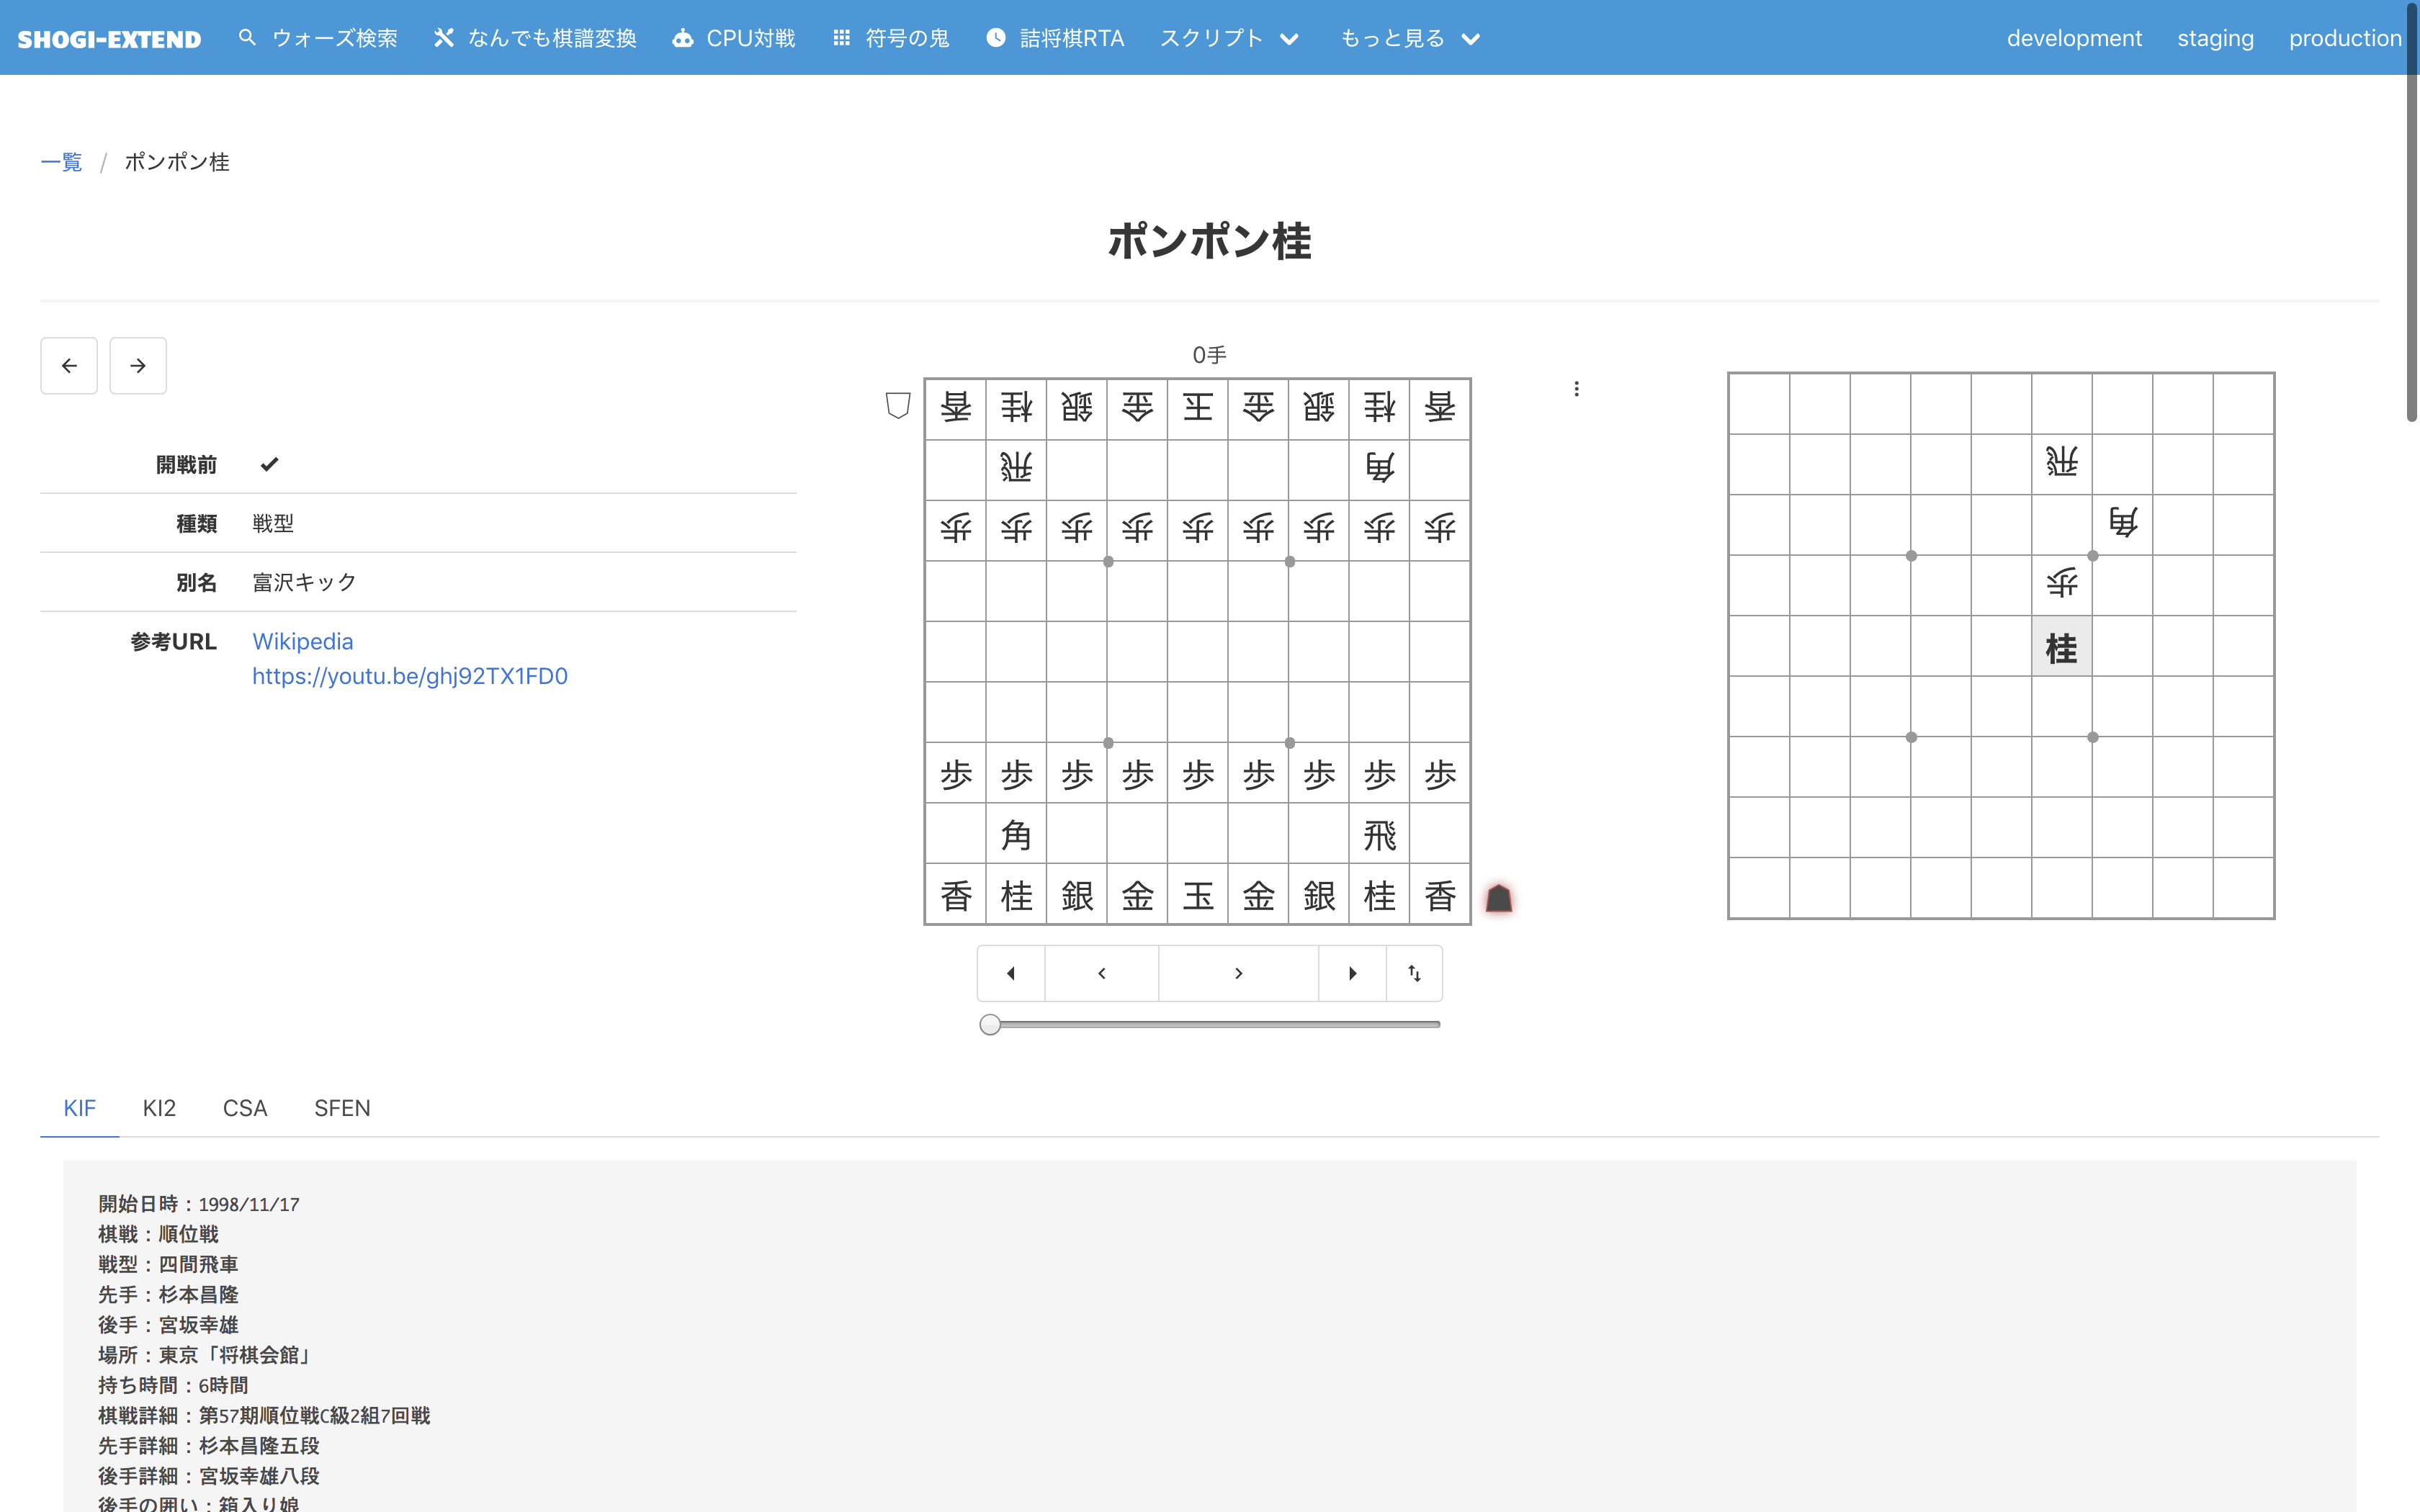 SHOGI-EXTEND ウォーズ検索 なんでも棋譜変換 CPU対戦 符号の鬼 詰将棋RTA スクリプト もっと見る development staging production
一覧 / ポンポン桂
ポンポン桂
開戦前
種類 戦型
別名 富沢キック
参考URL Wikipedia
https://youtu.be/ghj92TX1FD0
0手
香桂銀金王金銀桂香
飛角
歩歩歩歩歩歩歩歩歩
歩歩歩歩歩歩歩歩歩
角飛
香桂銀金玉金銀桂香
飛
角
歩
桂
KIF KI2 CSA SFEN
開始日時：1998/11/17
棋戦：順位戦
戦型：四間飛車
先手：杉本昌隆
後手：宮坂幸雄
場所：東京「将棋会館」
持ち時間：6時間
棋戦詳細：第57期順位戦C級2組7回戦
先手詳細：杉本昌隆五段
後手詳細：宮坂幸雄八段
後手の囲い：箱入り娘